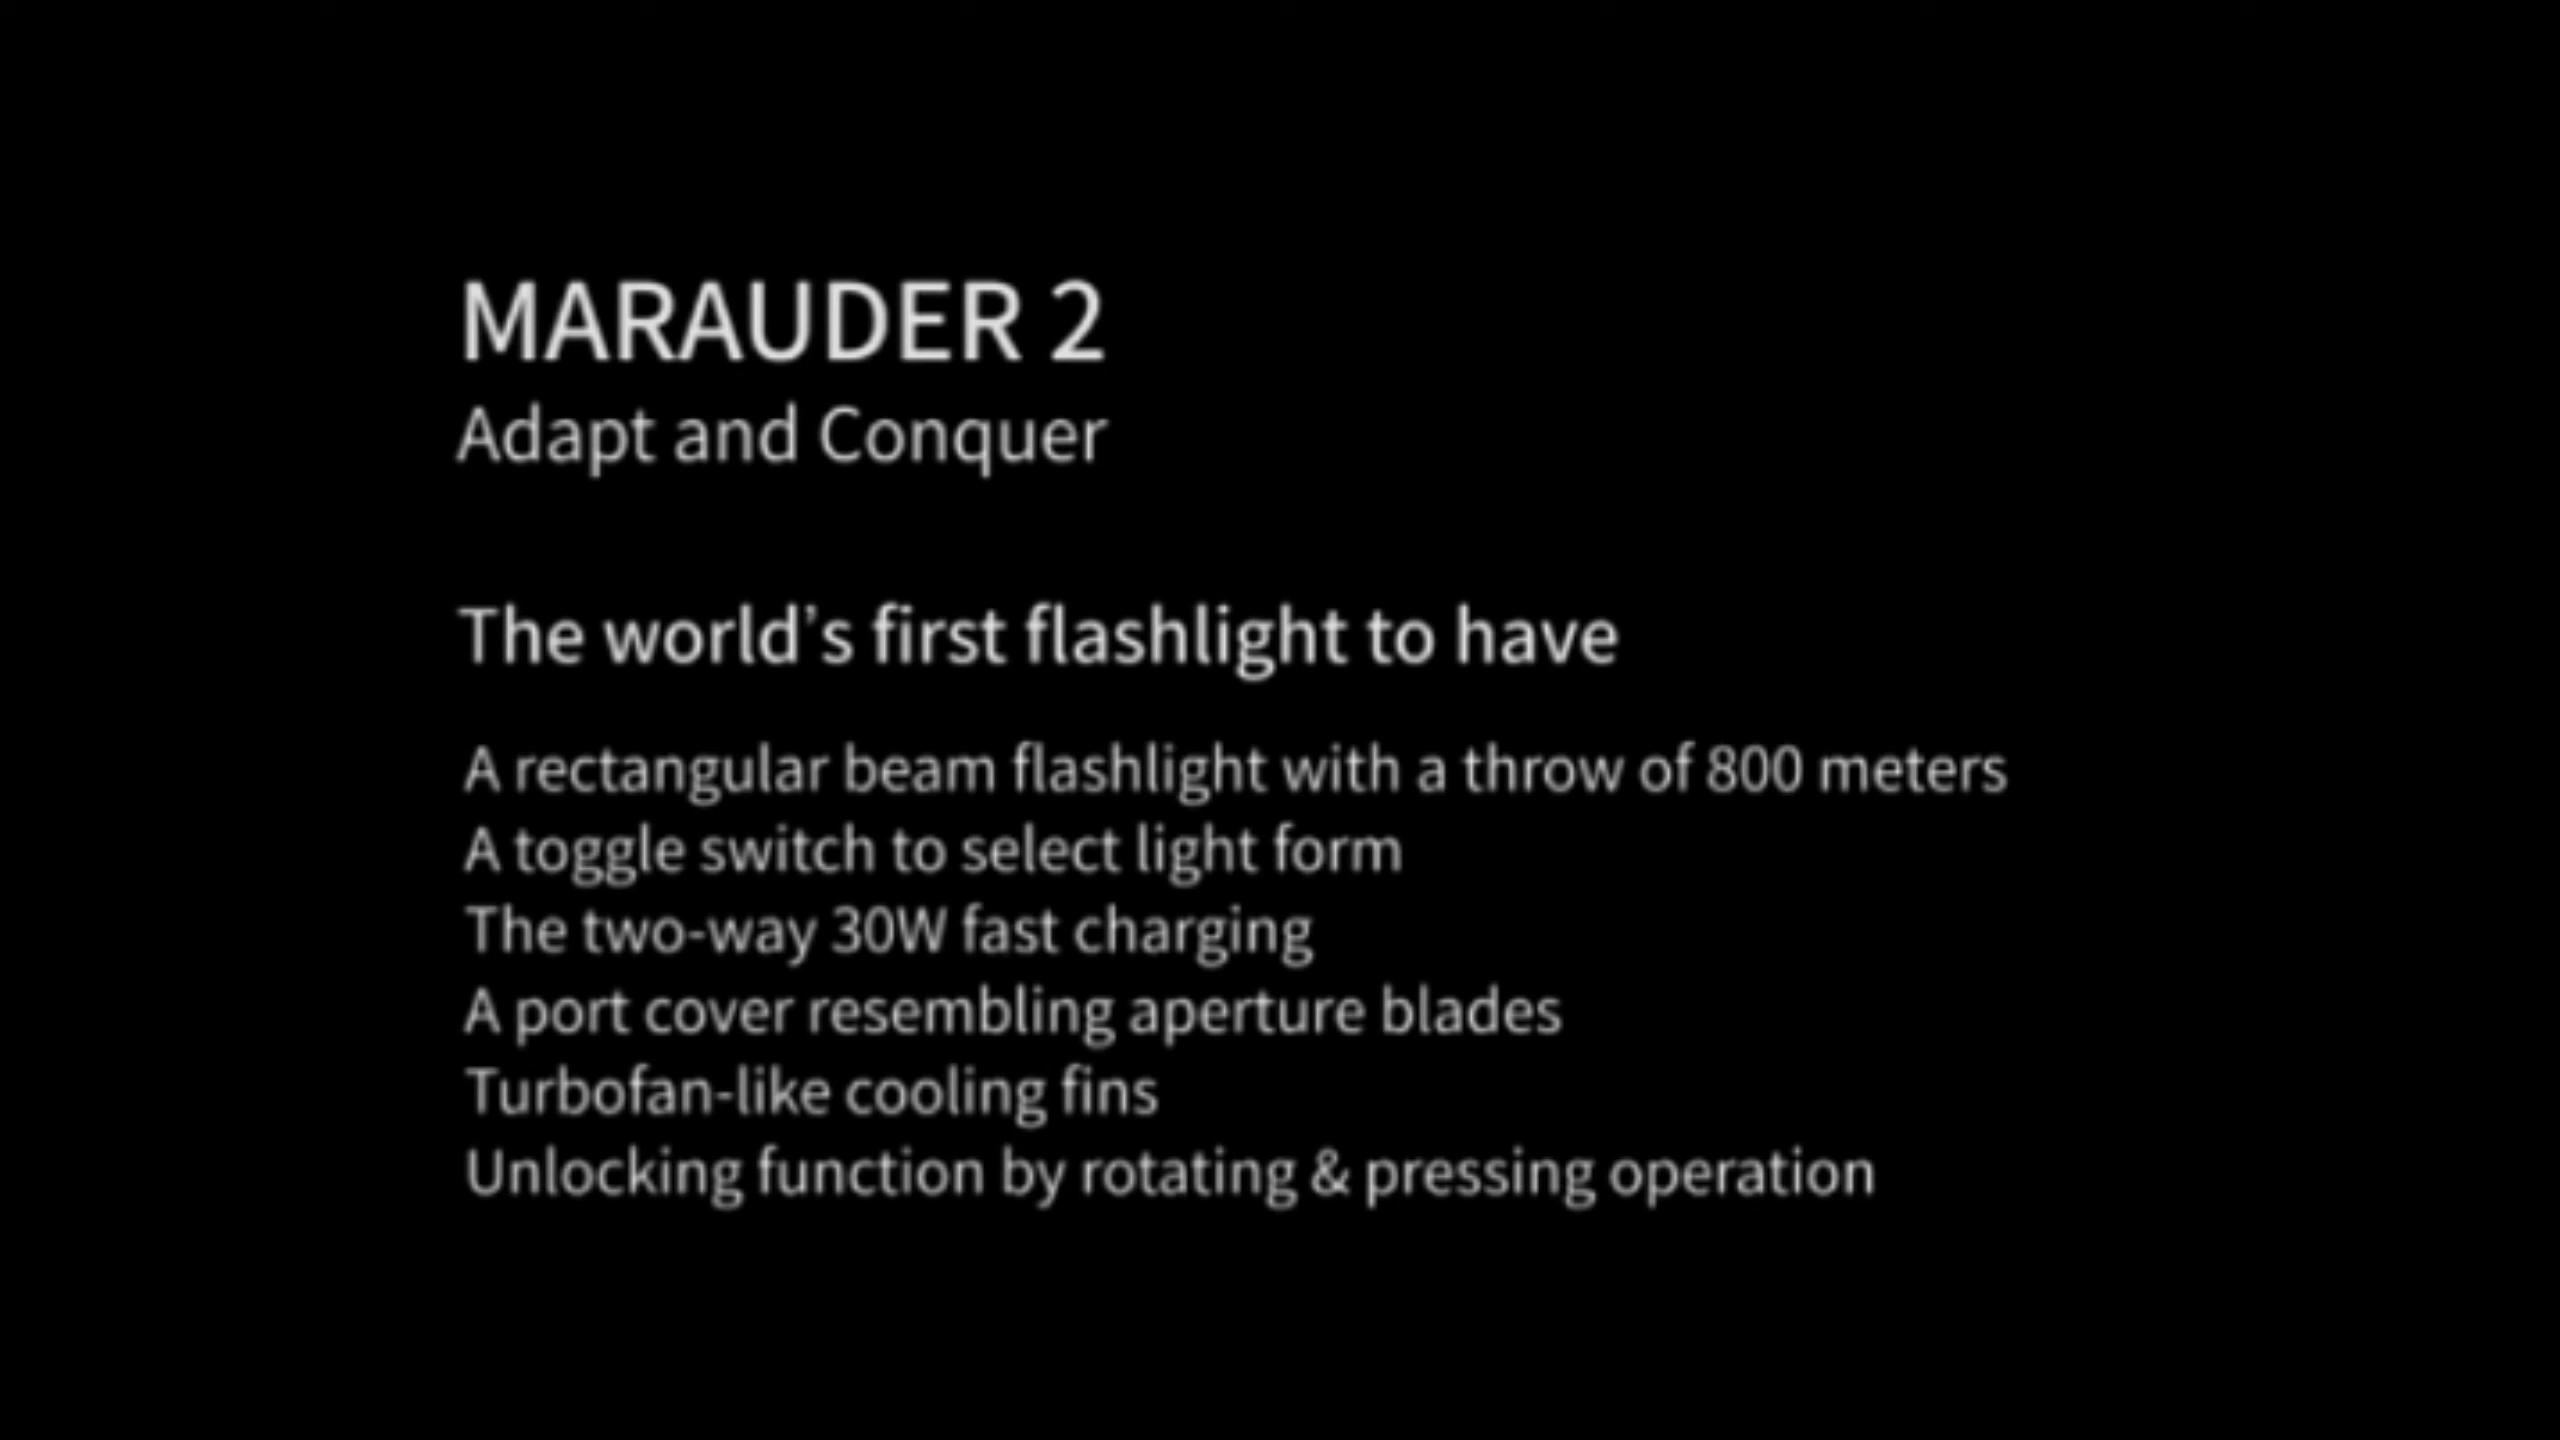 MARAUDER 2
Adapt and Conquer
The world’s first flashlight to have
A rectangular beam flashlight with a throw of 800 meters
A toggle switch to select light form
The two-way 30W fast charging
A port cover resembling aperture blades
Turbofan-like cooling fins
Unlocking function by rotating & pressing operation